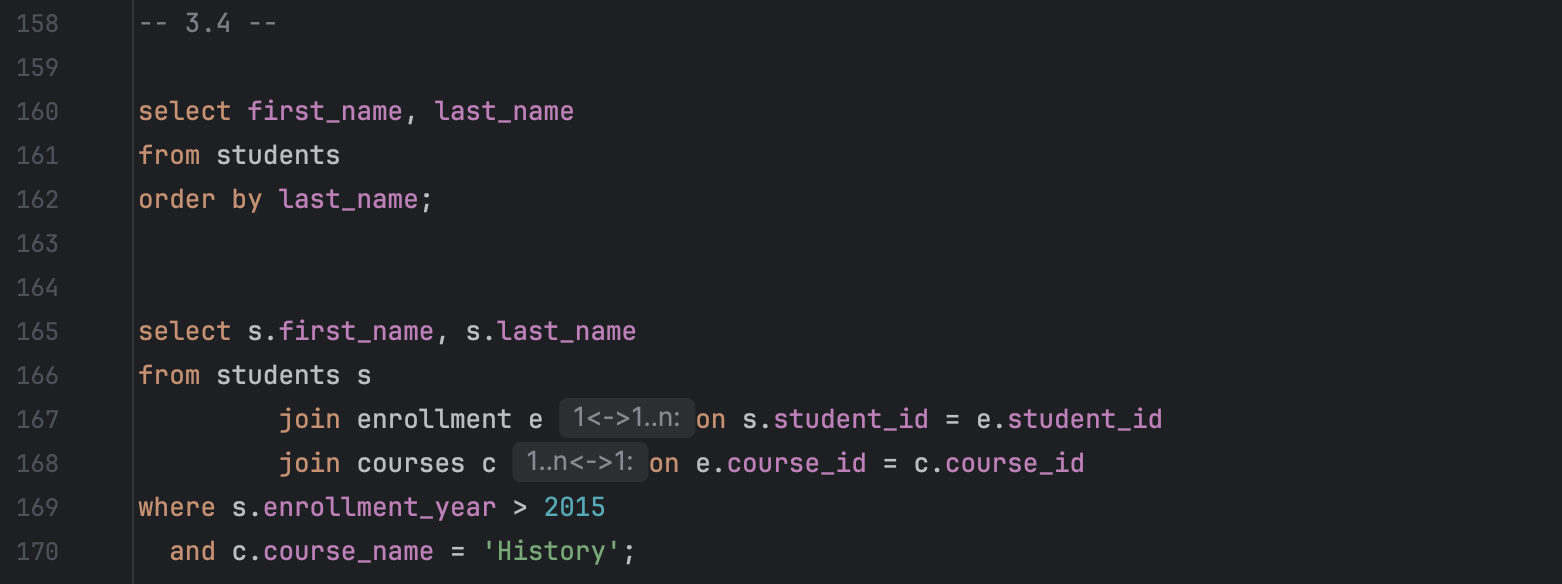 158 -- 3.4 --
159
160 select first_name, last_name
161 from students
162 order by last_name;
163
164
165 select s.first_name, s.last_name
166 from students s
167 join enrollment e 1<->1..n: on s.student_id = e.student_id
168 join courses c 1..n<->1: on e.course_id = c.course_id
169 where s.enrollment_year > 2015
170 and c.course_name = 'History';